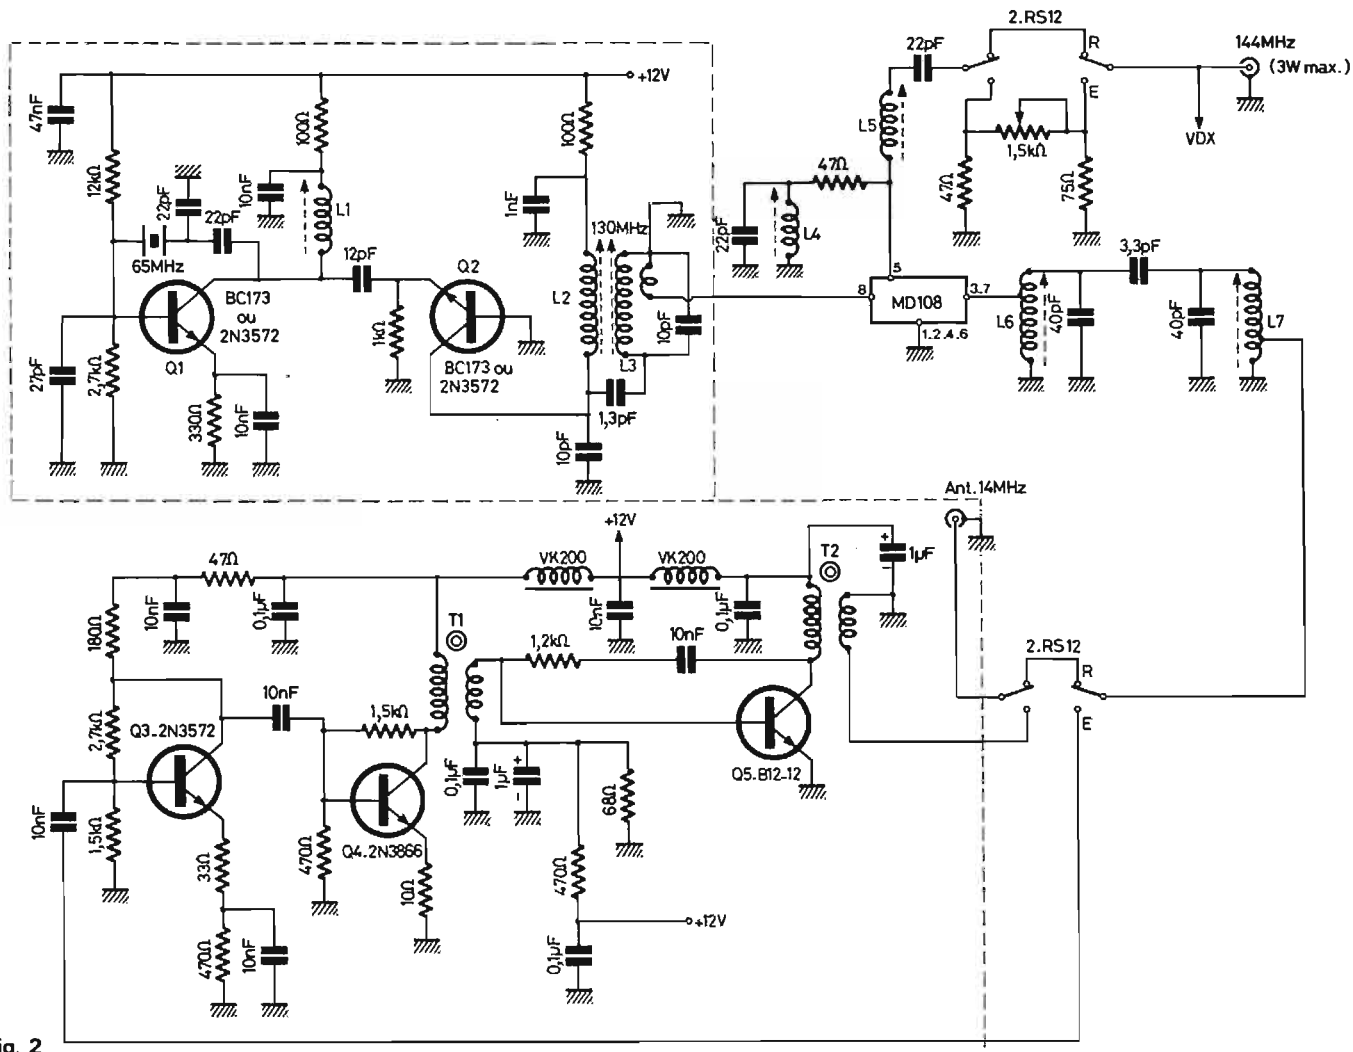 2.RS12
22pF
R
144MHz
(3W max.)
E
VDX
+12V
47nF
100Ω
100Ω
L5
1,5kΩ
12kΩ
22pF
10nF
22pF
L1
1nF
47Ω
47Ω
75Ω
130MHz
22pF
L4
65MHz
12pF
Q2
3,3pF
BC173
ou
2N3572
L2
8
5
MD108
3.7
1.2.4.6
L6
40pF
40pF
L7
1kΩ
10pF
27pF
2,7kΩ
Q1
BC173 ou
2N3572
L3
330Ω
10nF
1,3pF
10pF
Ant.14MHz
+12V
47Ω
VK200
VK200
T2
1µF
+
-
180Ω
10nF
0,1µF
T1
10nF
0,1µF
1,2kΩ
10nF
2.RS12
R
E
10nF
1,5kΩ
2,7kΩ
Q3_2N3572
Q5.B12-12
0,1µF
1µF
+
-
68Ω
10nF
1,5kΩ
33Ω
470Ω
Q4.2N3866
10Ω
470Ω
+12V
470Ω
10nF
0,1µF
ig. 2